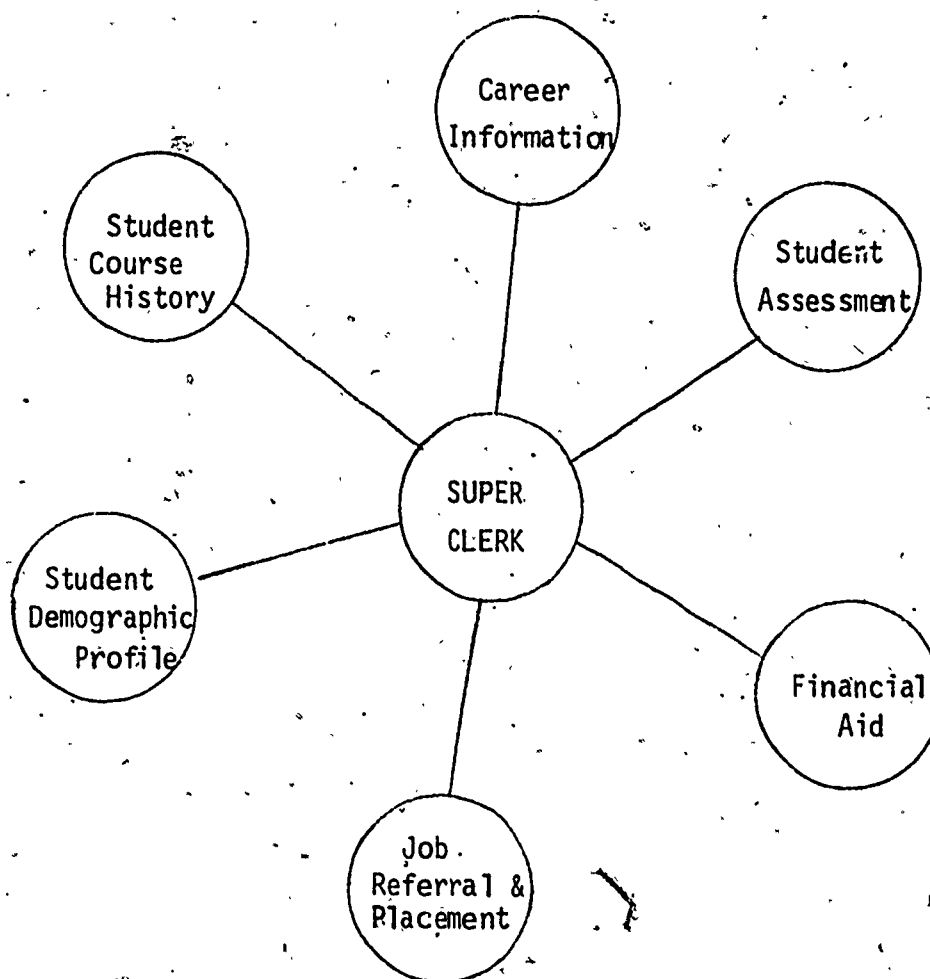 Career
Information
Student
Course
History
Student
Assessment
SUPER
CLERK
Student
Demographic
Profile
Financial
Aid
Job
Referral &
Placement